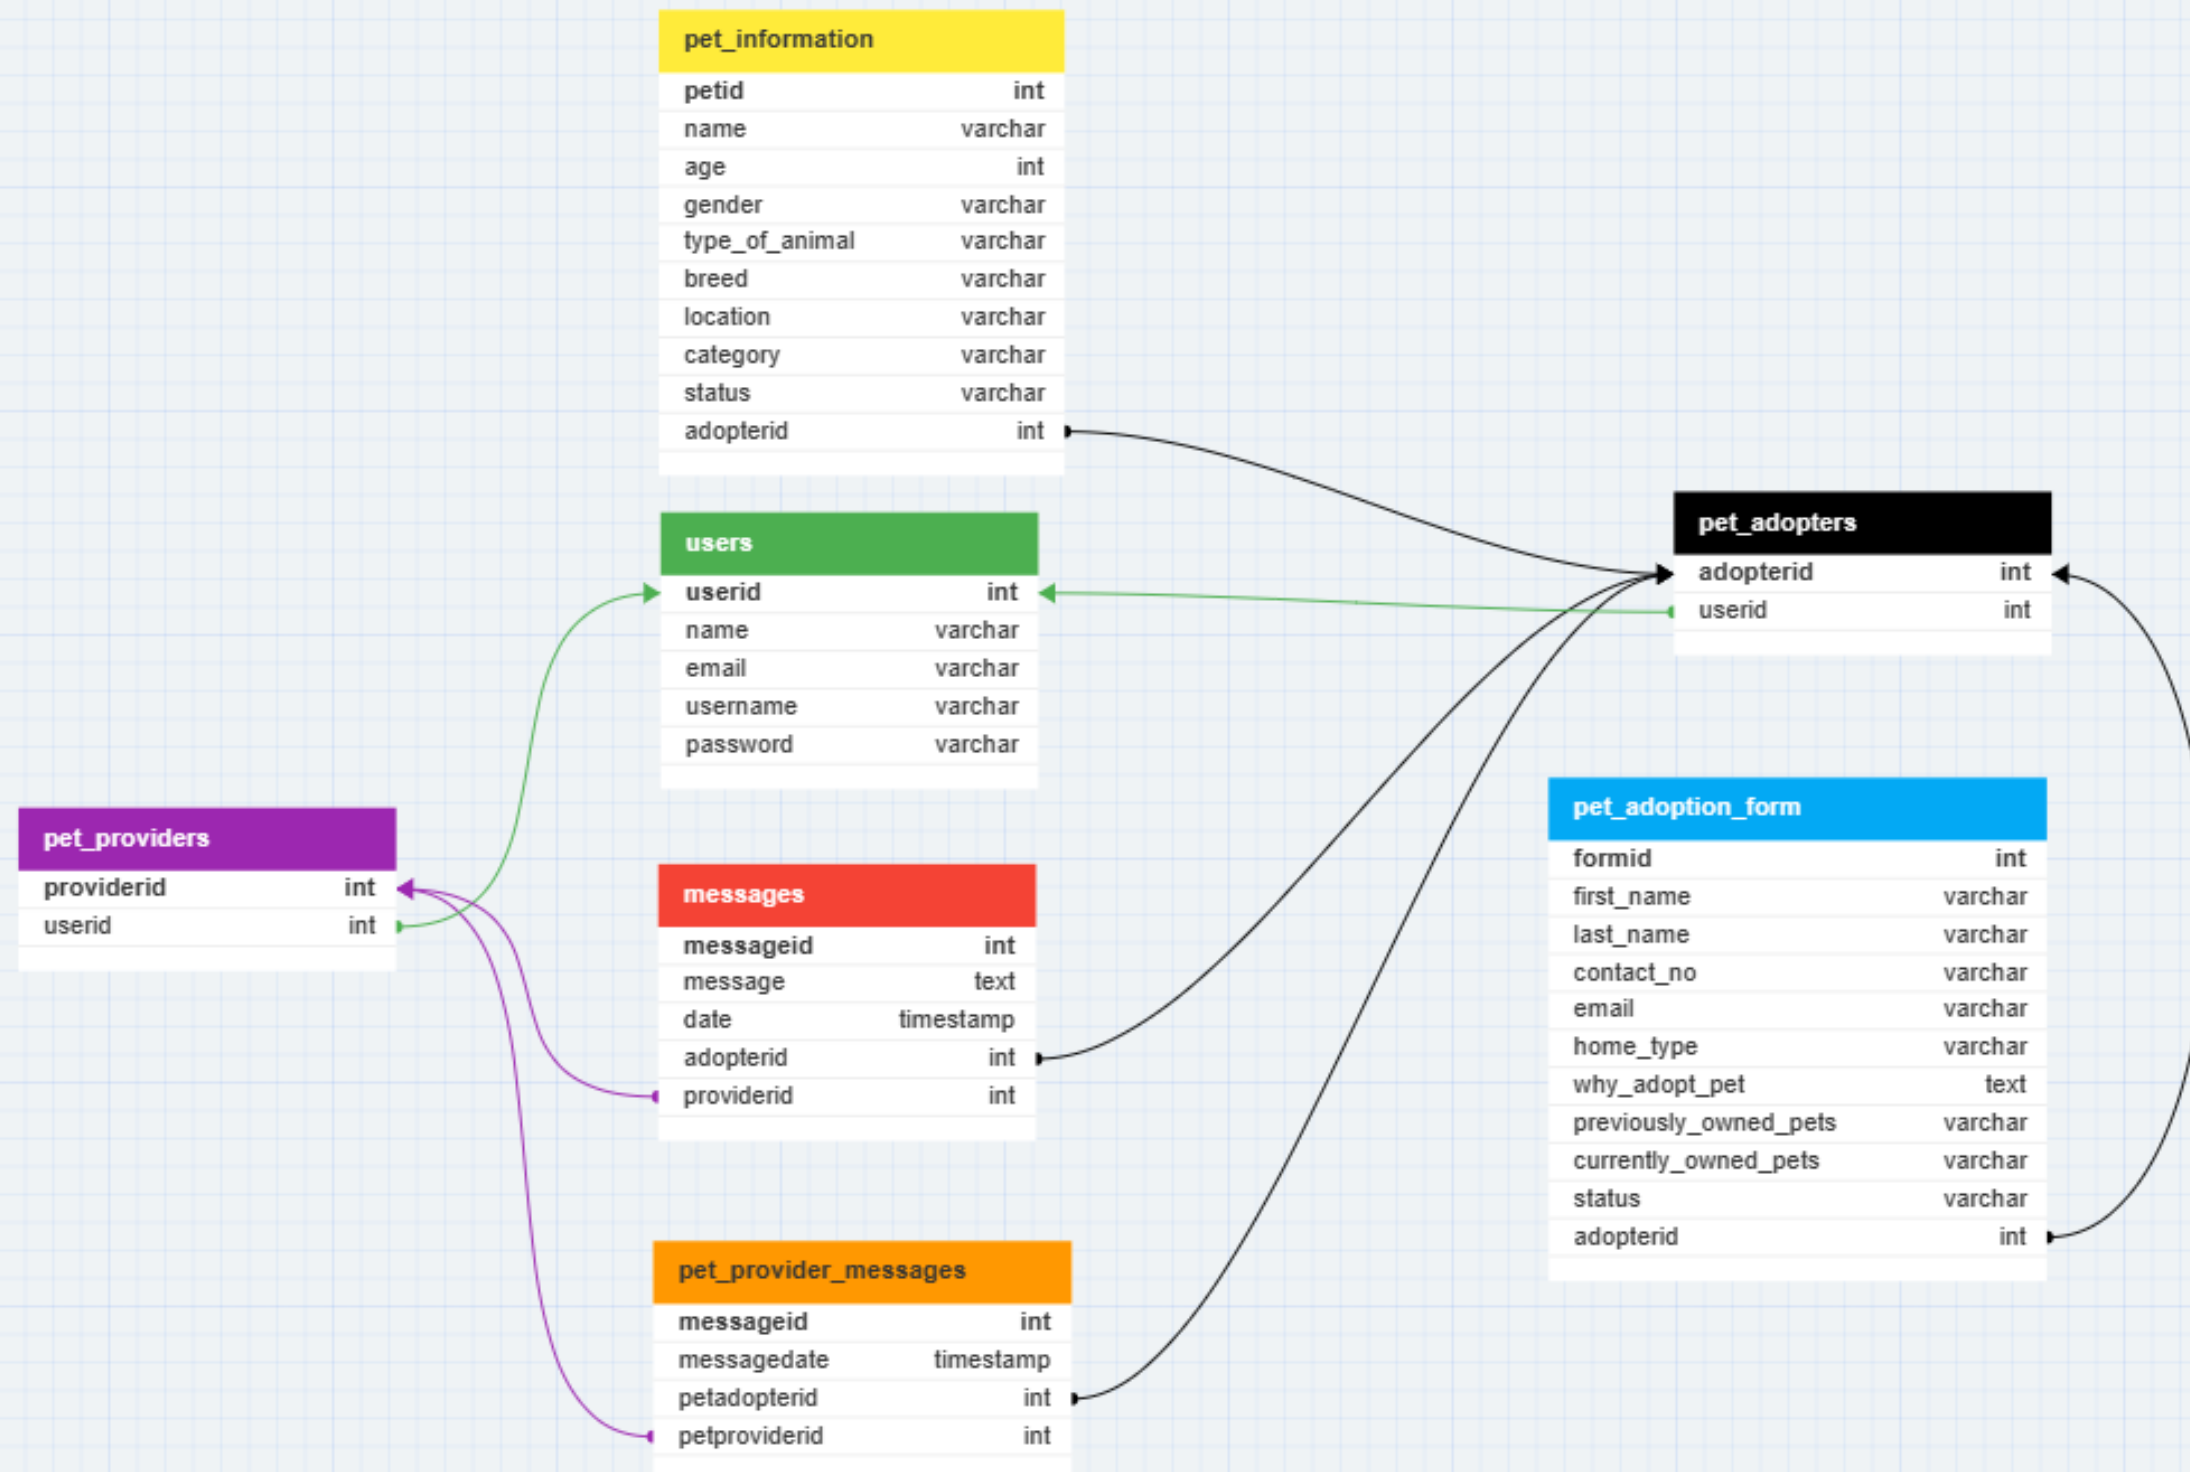 pet_information
petid int
name varchar
age int
gender varchar
type_of_animal varchar
breed varchar
location varchar
category varchar
status varchar
adopterid int
users
userid int
name varchar
email varchar
username varchar
password varchar
pet_adopters
adopterid int
userid int
pet_providers
providerid int
userid int
messages
messageid int
message text
date timestamp
adopterid int
providerid int
pet_adoption_form
formid int
first_name varchar
last_name varchar
contact_no varchar
email varchar
home_type varchar
why_adopt_pet text
previously_owned_pets varchar
currently_owned_pets varchar
status varchar
adopterid int
pet_provider_messages
messageid int
messagedate timestamp
petadopterid int
petproviderid int